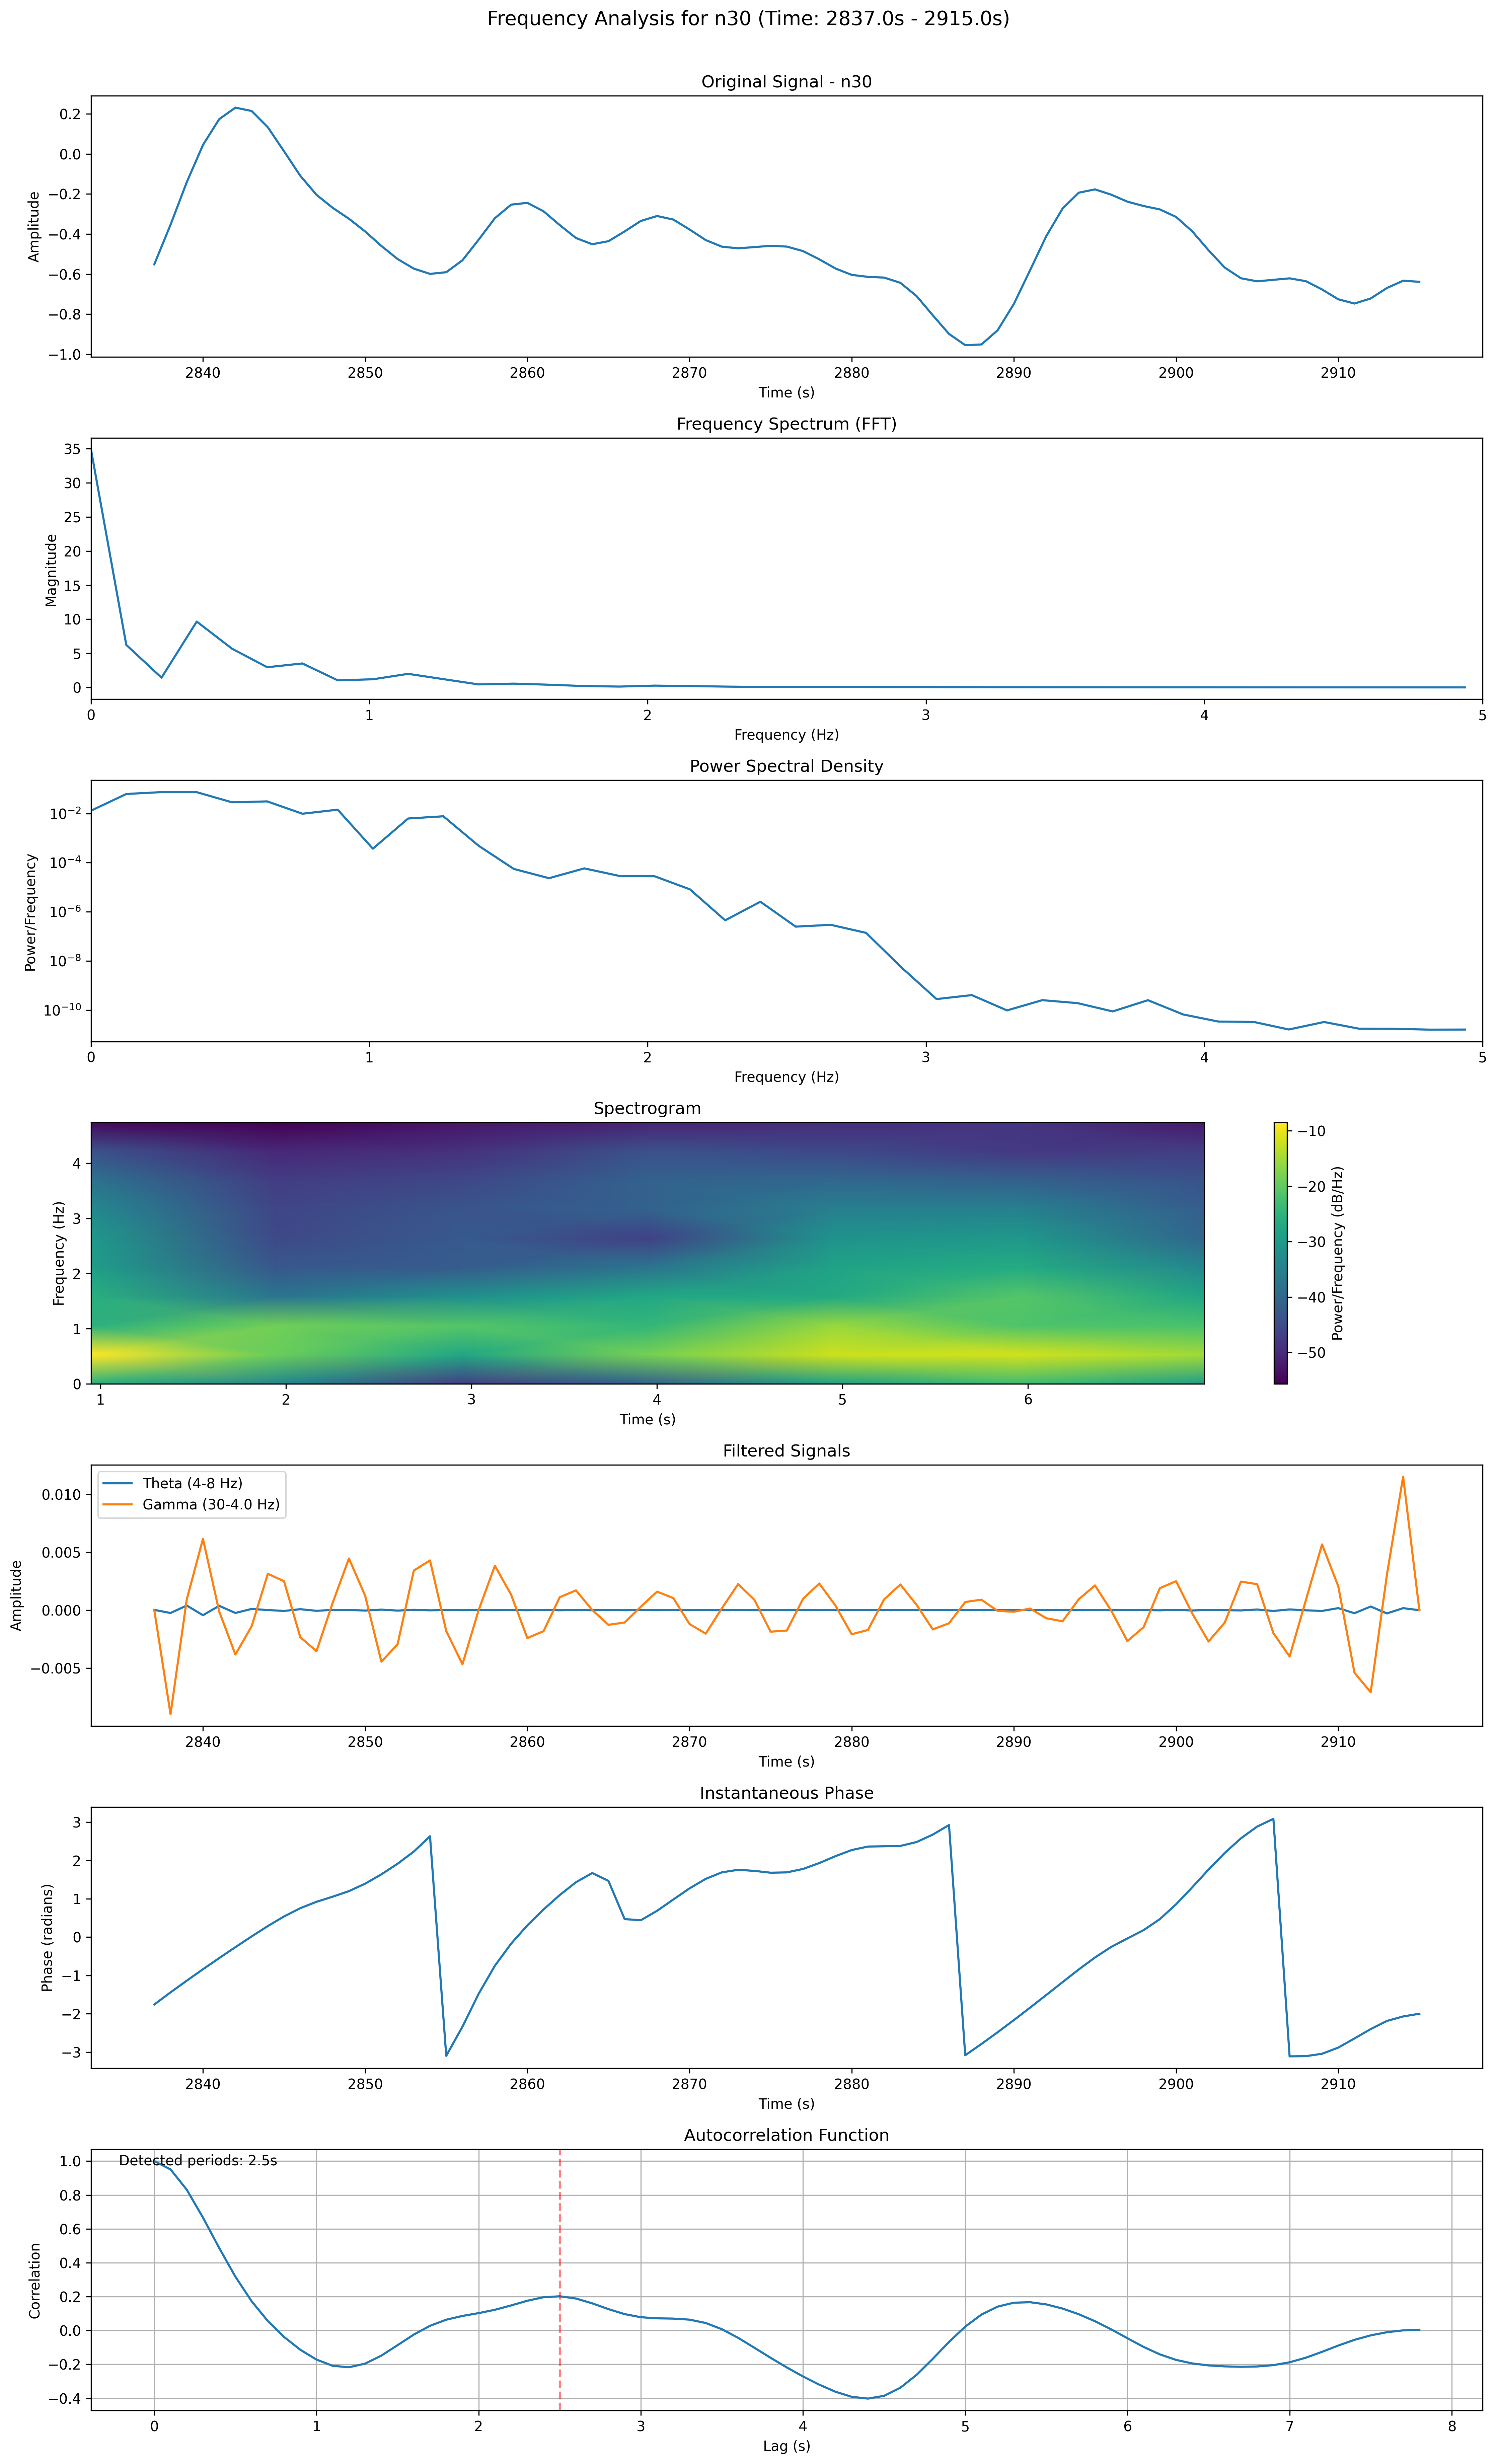 Frequency Analysis for n30 (Time: 2837.0s - 2915.0s)
Original Signal - n30
Amplitude
0.2
0.0
−0.2
−0.4
−0.6
−0.8
−1.0
2840 2850 2860 2870 2880 2890 2900 2910
Time (s)
Frequency Spectrum (FFT)
Magnitude
35
30
25
20
15
10
5
0
0 1 2 3 4 5
Frequency (Hz)
Power Spectral Density
Power/Frequency
10⁻²
10⁻⁴
10⁻⁶
10⁻⁸
10⁻¹⁰
0 1 2 3 4 5
Frequency (Hz)
Spectrogram
Frequency (Hz)
4
3
2
1
0
1 2 3 4 5 6
Time (s)
−10
−20
−30
−40
−50
Power/Frequency (dB/Hz)
Filtered Signals
Theta (4-8 Hz)
Gamma (30-4.0 Hz)
Amplitude
0.010
0.005
0.000
−0.005
2840 2850 2860 2870 2880 2890 2900 2910
Time (s)
Instantaneous Phase
Phase (radians)
3
2
1
0
−1
−2
−3
2840 2850 2860 2870 2880 2890 2900 2910
Time (s)
Autocorrelation Function
Detected periods: 2.5s
Correlation
1.0
0.8
0.6
0.4
0.2
0.0
−0.2
−0.4
0 1 2 3 4 5 6 7 8
Lag (s)